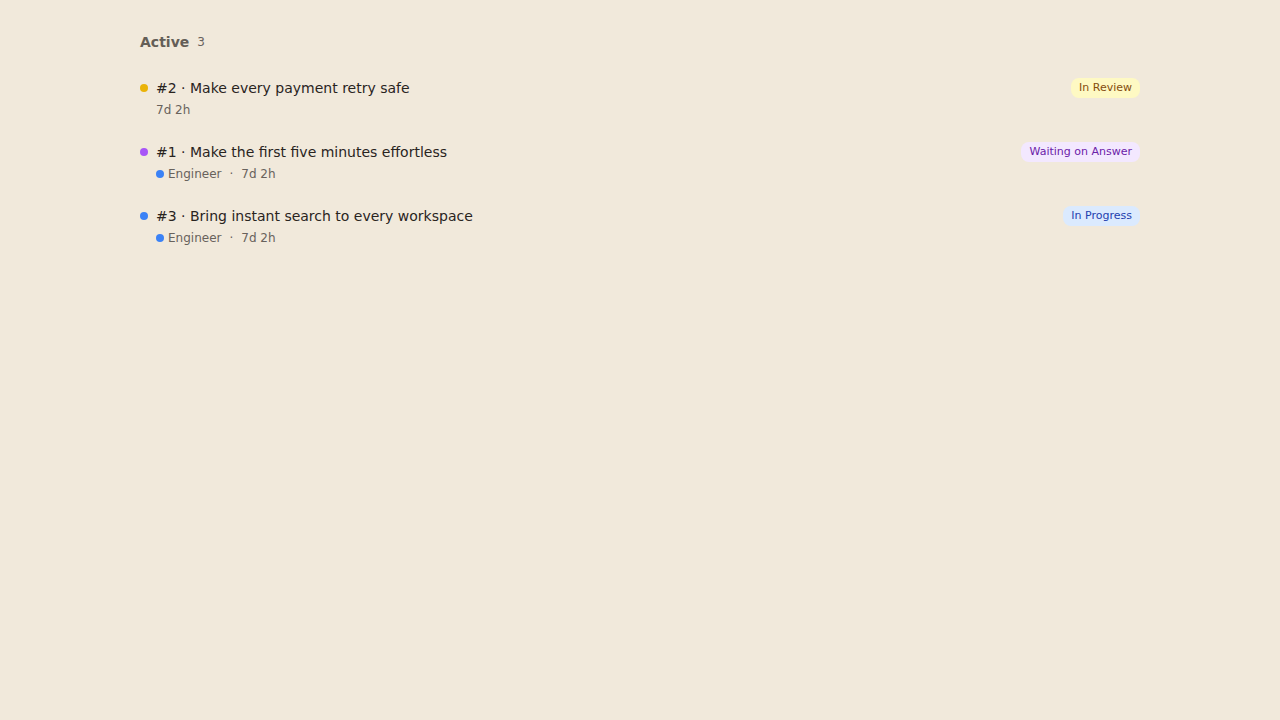 Active 3
#2 · Make every payment retry safe
In Review
7d 2h
#1 · Make the first five minutes effortless
Waiting on Answer
Engineer · 7d 2h
#3 · Bring instant search to every workspace
In Progress
Engineer · 7d 2h